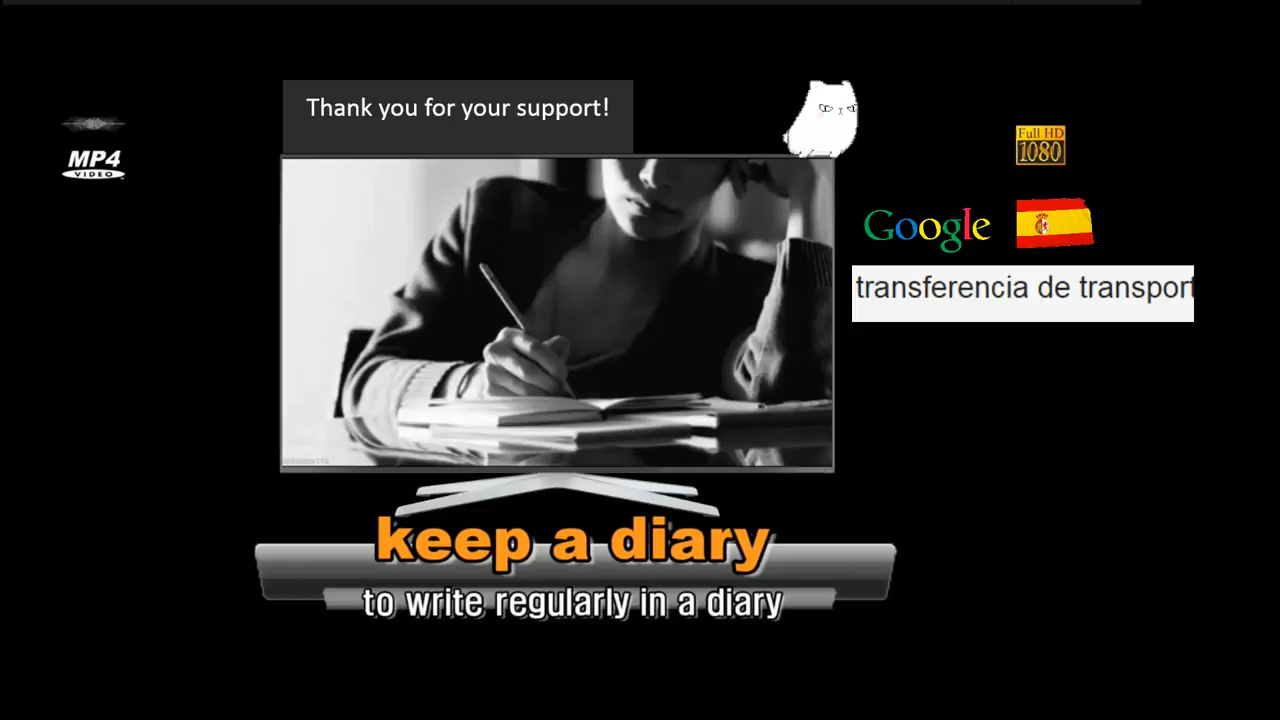 Thank you for your support!
MP4
VIDEO
Full HD
1080
Google
transferencia de transport
keep a diary
to write regularly in a diary